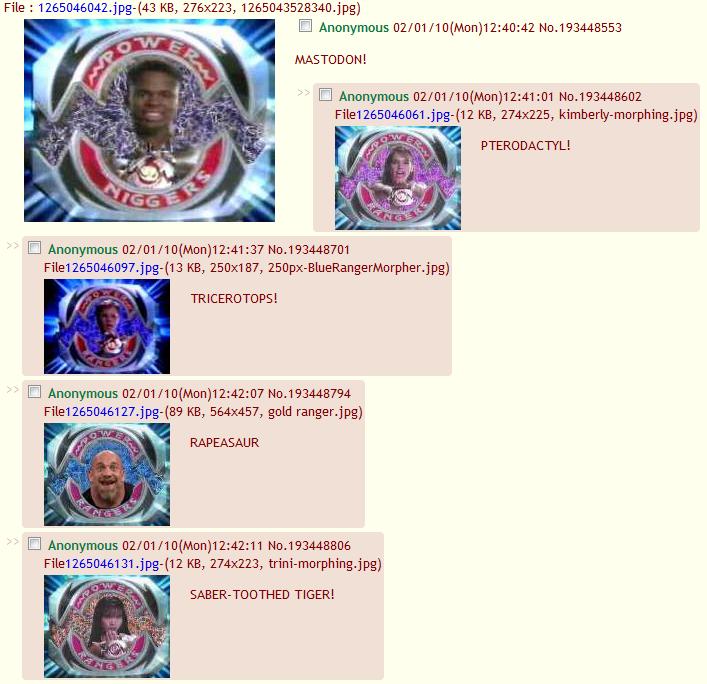 File : 1265046042.jpg-(43 KB, 276x223, 1265043528340.jpg)
POWER
NIGGERS
Anonymous 02/01/10(Mon)12:40:42 No.193448553
MASTODON!
>> Anonymous 02/01/10(Mon)12:41:01 No.193448602
File1265046061.jpg-(12 KB, 274x225, kimberly-morphing.jpg)
POWER
RANGERS
PTERODACTYL!
>> Anonymous 02/01/10(Mon)12:41:37 No.193448701
File1265046097.jpg-(13 KB, 250x187, 250px-BlueRangerMorpher.jpg)
POWER
RANGERS
TRICEROTOPS!
>> Anonymous 02/01/10(Mon)12:42:07 No.193448794
File1265046127.jpg-(89 KB, 564x457, gold ranger.jpg)
POWER
RANGERS
RAPEASAUR
>> Anonymous 02/01/10(Mon)12:42:11 No.193448806
File1265046131.jpg-(12 KB, 274x223, trini-morphing.jpg)
POWER
RANGERS
SABER-TOOTHED TIGER!